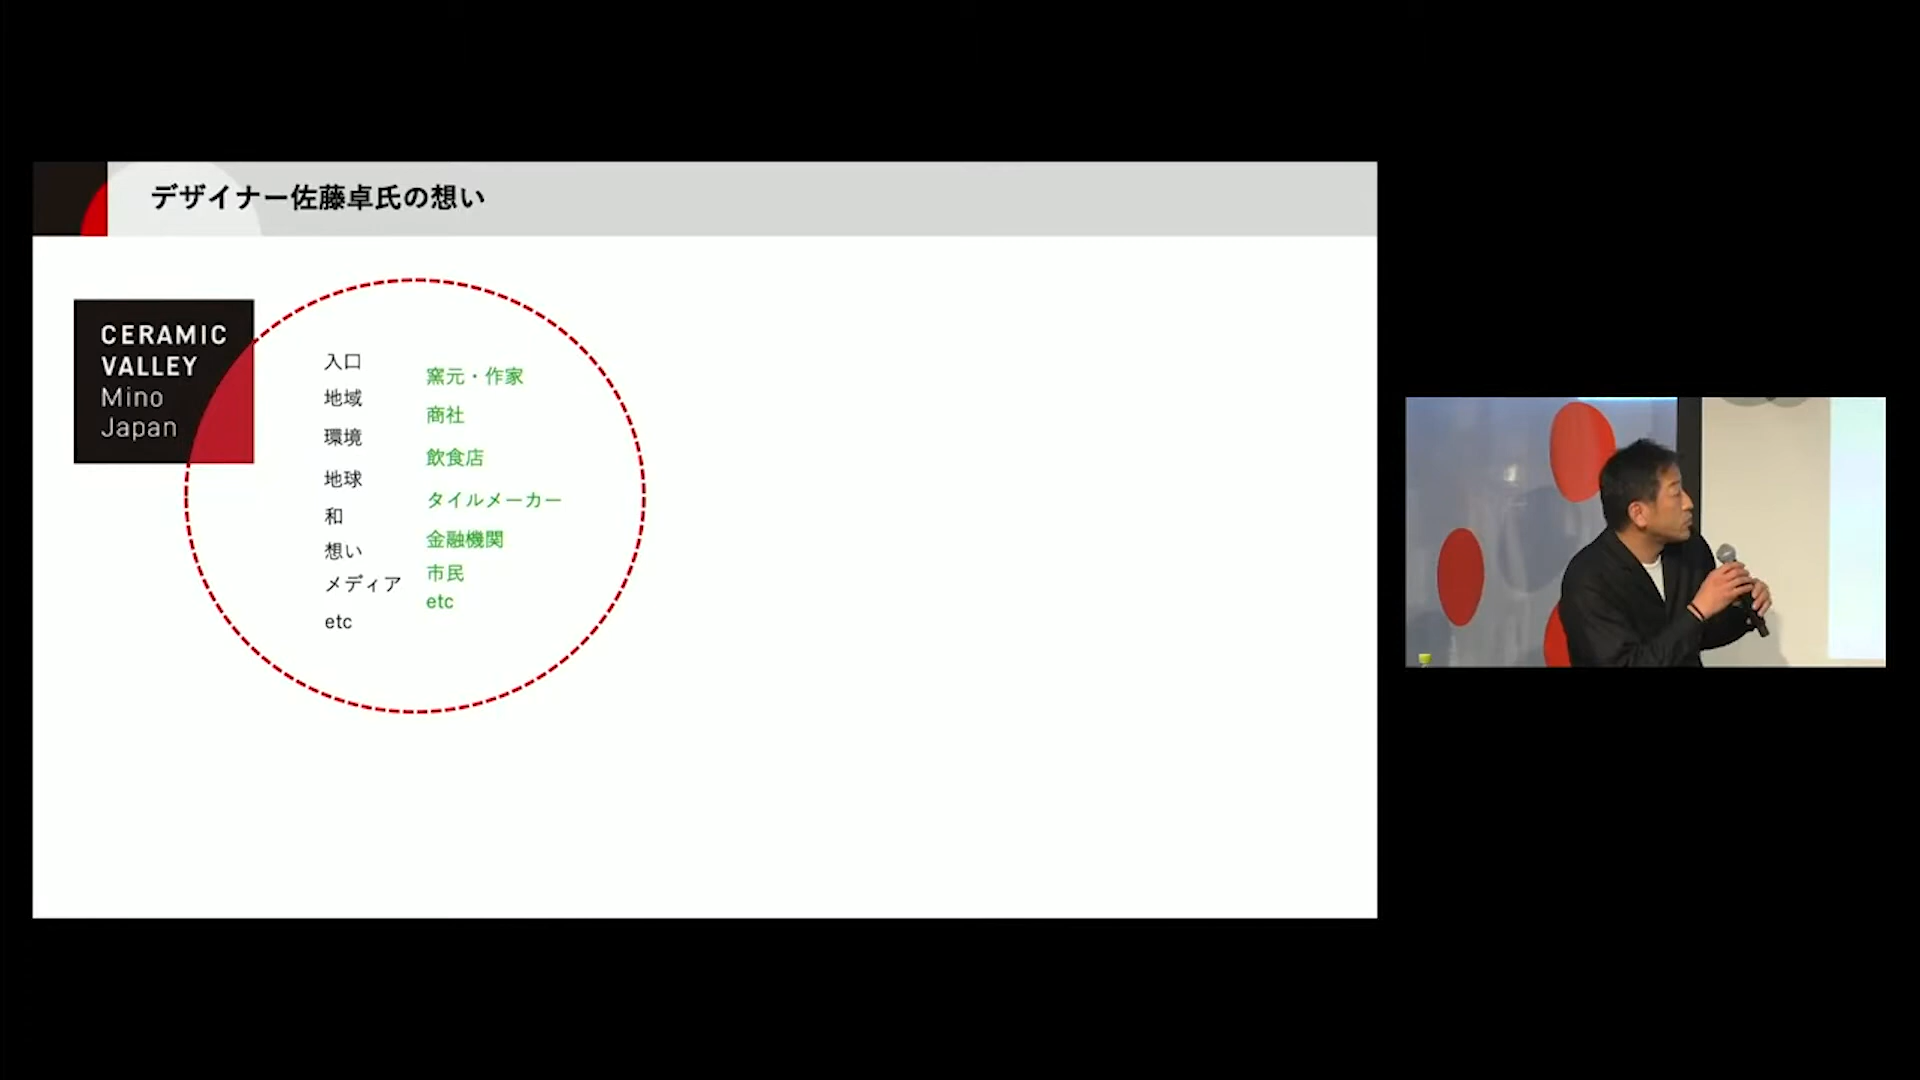 デザイナー佐藤卓氏の想い
CERAMIC
VALLEY
Mino
Japan
入口
地域
環境
地球
和
想い
メディア
etc
窯元・作家
商社
飲食店
タイルメーカー
金融機関
市民
etc